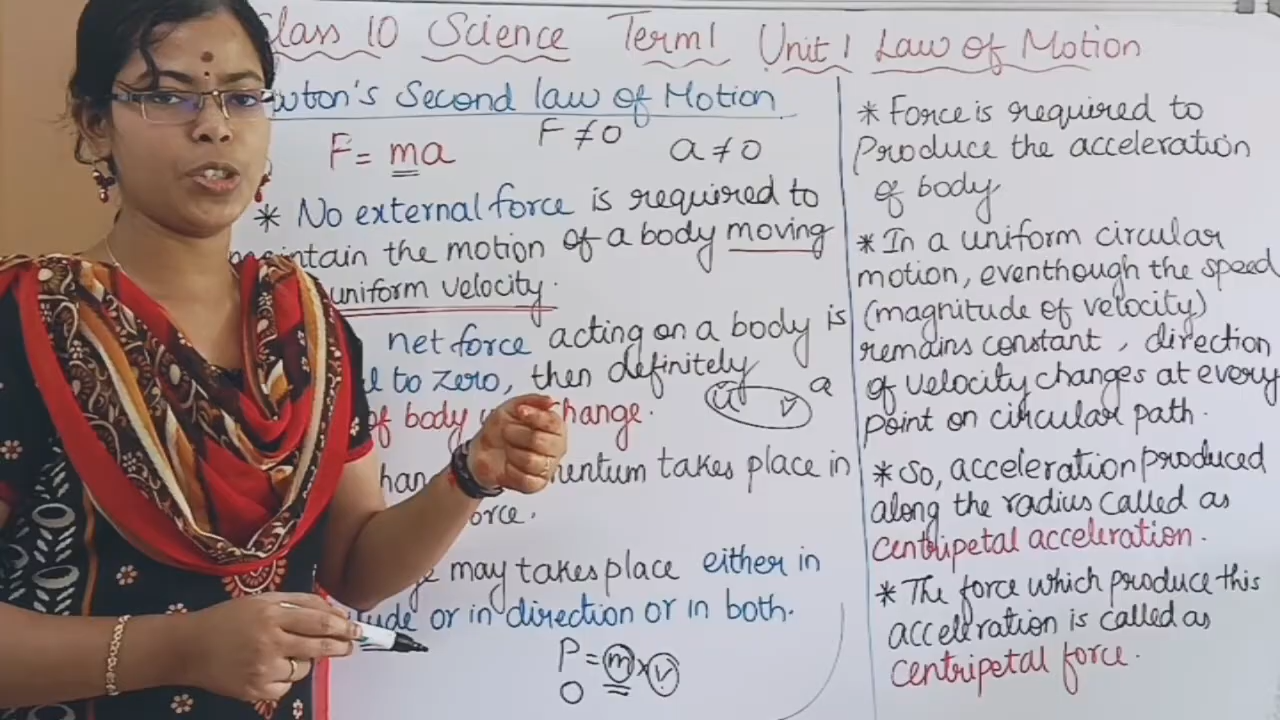 Class 10 Science Term1 Unit 1 Law of Motion
Newton's Second law of Motion
F = ma F ≠ 0 a ≠ 0
* No external force is required to
maintain the motion of a body moving
uniform velocity.
net force acting on a body is
to zero, then definitely
u v a
of body change.
takes place in
may takes place either in
or in direction or in both.
P = m × v
0
* Force is required to
Produce the acceleration
of body
* In a uniform circular
motion, eventhough the speed
(magnitude of velocity)
remains constant, direction
of velocity changes at every
point on circular path.
* So, acceleration produced
along the radius called as
centripetal acceleration.
* The force which produce this
acceleration is called as
centripetal force.